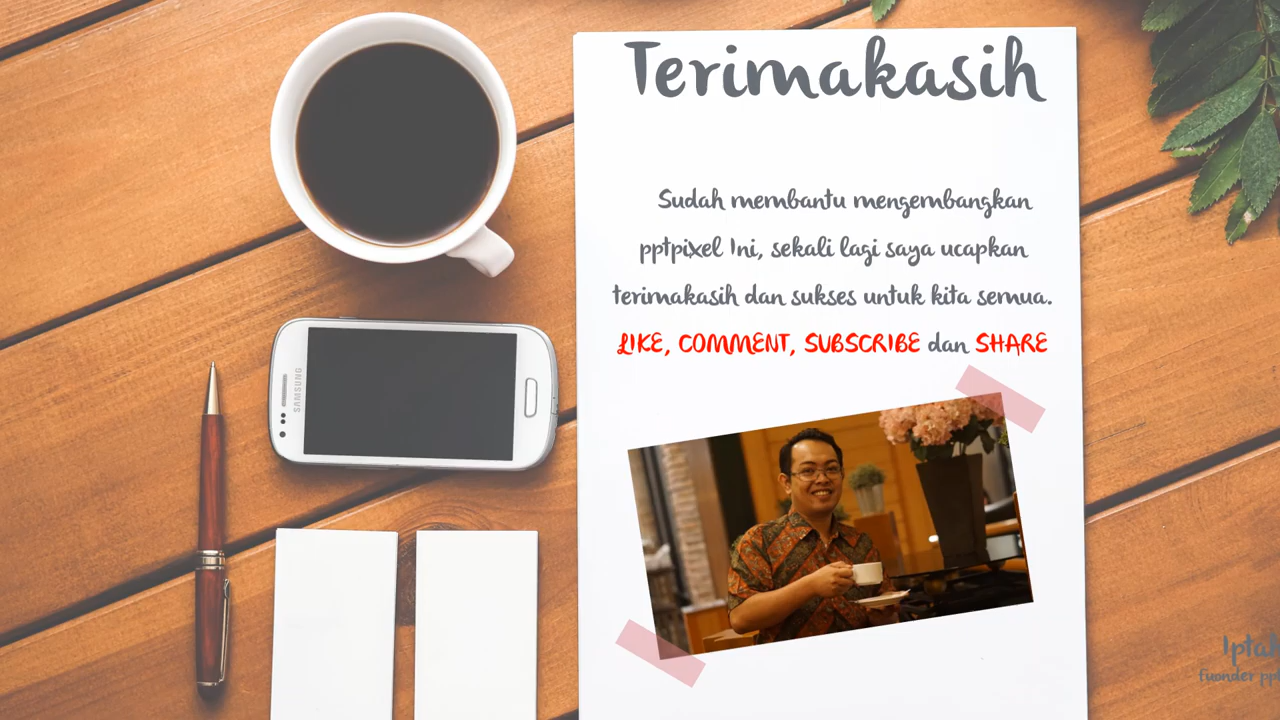 Terimakasih
Sudah membantu mengembangkan
pptpixel Ini, sekali lagi saya ucapkan
terimakasih dan sukses untuk kita semua.
LIKE, COMMENT, SUBSCRIBE dan SHARE
SAMSUNG
fuonder